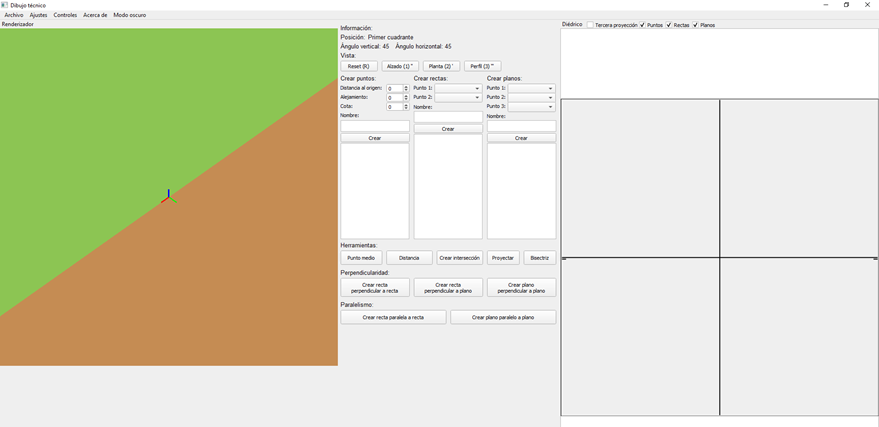 Dibujo técnico
Archivo Ajustes Controles Acerca de Modo oscuro
Renderizador
Información:
Posición: Primer cuadrante
Ángulo vertical: 45 Ángulo horizontal: 45
Vista:
Reset (R) Alzado (1) '' Planta (2) ' Perfil (3) '''
Crear puntos: Crear rectas: Crear planos:
Distancia al origen: 0 Punto 1: Punto 1:
Alejamiento: 0 Punto 2: Punto 2:
Cota: 0 Nombre: Punto 3:
Nombre: Nombre:
Crear Crear Crear
Herramientas:
Punto medio Distancia Crear intersección Proyectar Bisectriz
Perpendicularidad:
Crear recta perpendicular a recta
Crear recta perpendicular a plano
Crear plano perpendicular a plano
Paralelismo:
Crear recta paralela a recta Crear plano paralelo a plano
Diédrico Tercera proyección Puntos Rectas Planos